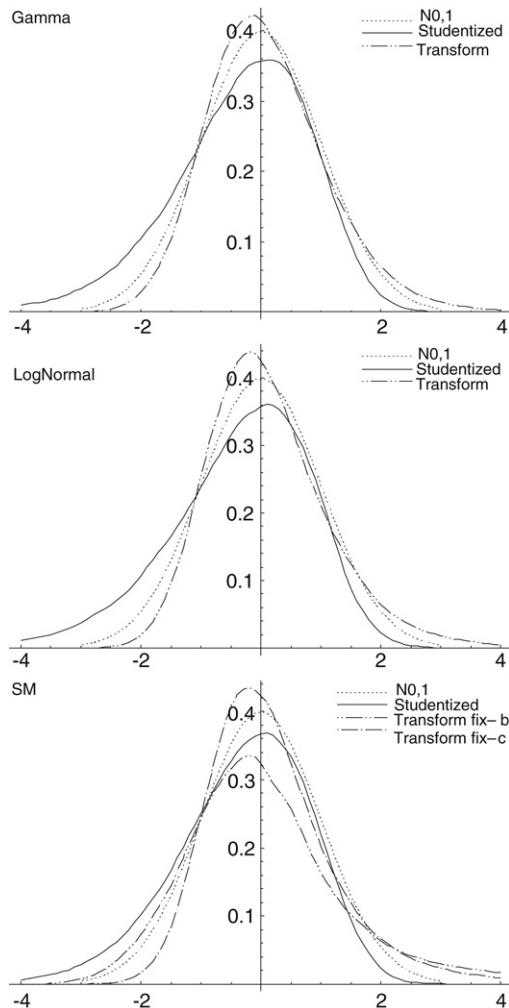 Gamma
N0,1
Studentized
Transform
0.4
0.3
0.2
0.1
-4 -2 2 4
LogNormal
N0,1
Studentized
Transform
0.4
0.3
0.2
0.1
-4 -2 2 4
SM
N0,1
Studentized
Transform fix–b
Transform fix–c
0.4
0.3
0.2
0.1
-4 -2 2 4